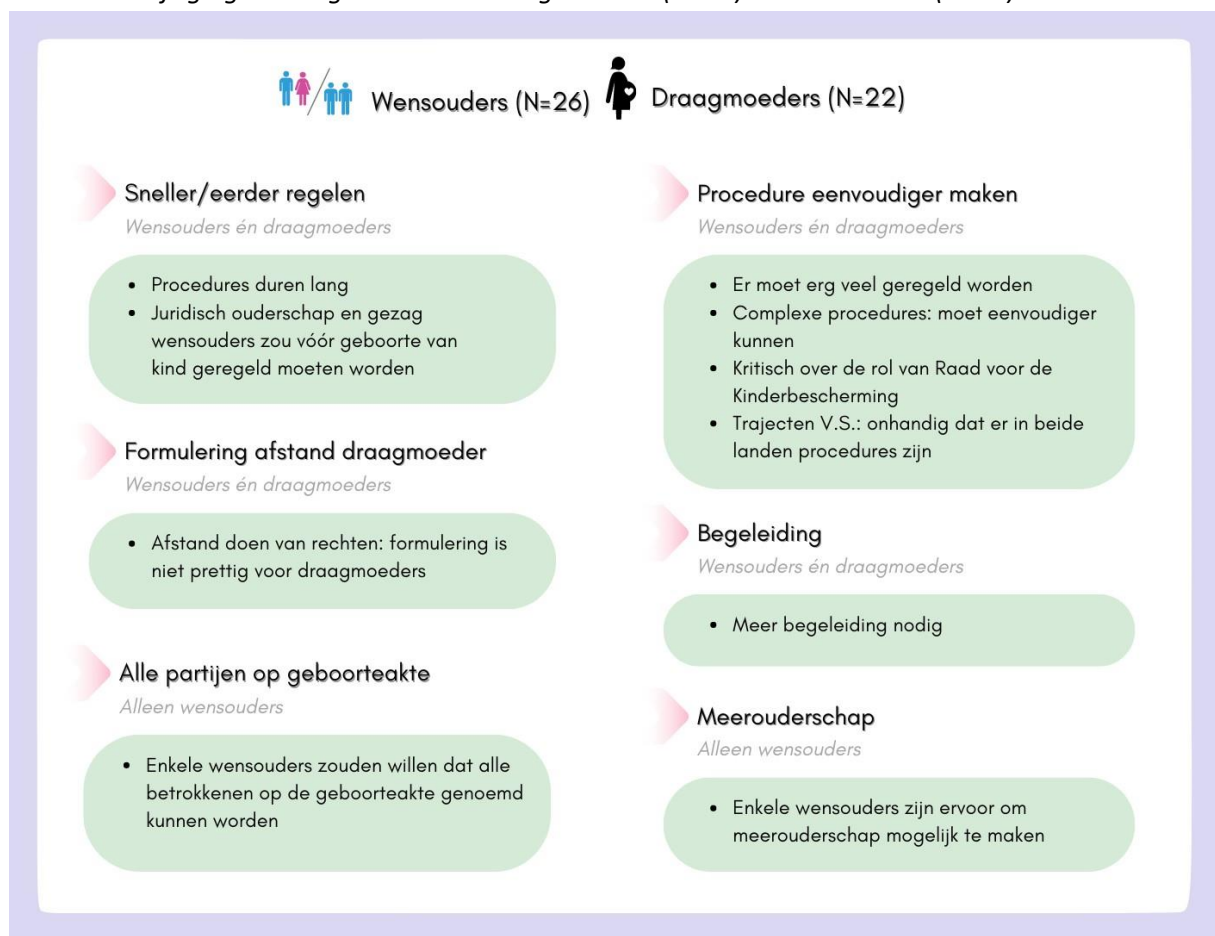 Wensouders (N=26)
Draagmoeders (N=22)
Sneller/eerder regelen
Wensouders én draagmoeders
• Procedures duren lang
• Juridisch ouderschap en gezag
wensouders zou vóór geboorte van
kind geregeld moeten worden
Formulering afstand draagmoeder
Wensouders én draagmoeders
• Afstand doen van rechten: formulering is
niet prettig voor draagmoeders
Alle partijen op geboorteakte
Alleen wensouders
• Enkele wensouders zouden willen dat alle
betrokkenen op de geboorteakte genoemd
kunnen worden
Procedure eenvoudiger maken
Wensouders én draagmoeders
• Er moet erg veel geregeld worden
• Complexe procedures: moet eenvoudiger
kunnen
• Kritisch over de rol van Raad voor de
Kinderbescherming
• Trajecten V.S.: onhandig dat er in beide
landen procedures zijn
Begeleiding
Wensouders én draagmoeders
• Meer begeleiding nodig
Meerouderschap
Alleen wensouders
• Enkele wensouders zijn ervoor om
meerouderschap mogelijk te maken